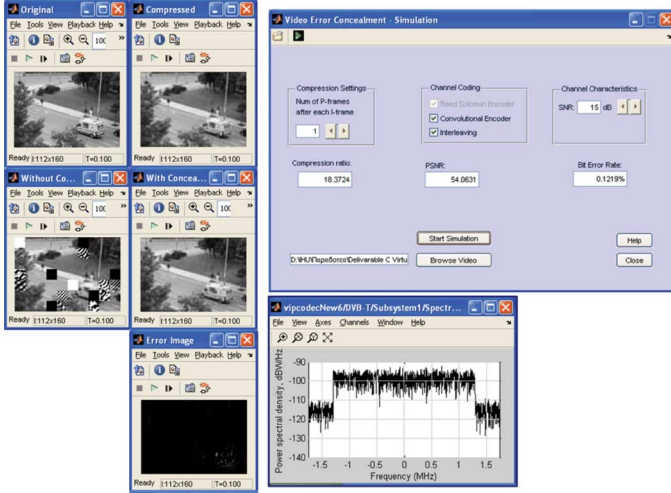 Original
File Tools View Playback Help
100
Ready I:112x160 T=0.100
Compressed
File Tools View Playback Help
100
Ready I:112x160 T=0.100
Without Co...
File Tools View Playback Help
100
Ready I:112x160 T=0.100
With Concea...
File Tools View Playback Help
100
Ready I:112x160 T=0.100
Error Image
File Edit View Playback Help
Ready I:112x160 T=0.100
Video Error Concealment - Simulation
Compression Settings
Num of P-frames
after each I-frame
1
Channel Coding
Reed Solomon Encoder
Convolutional Encoder
Interleaving
Channel Characteristics
SNR: 15 dB
Compression ratio:
18.3724
PSNR:
54.0631
Bit Error Rate:
0.1219%
Start Simulation
Help
Browse Video
Close
vipcodecNew6/DVB-T/Subsystem1/Spectr...
File View Axes Channels Window Help
Power spectral density, dBW/Hz
-90
-100
-110
-120
-130
-140
-1.5 -1 -0.5 0 0.5 1 1.5
Frequency (MHz)